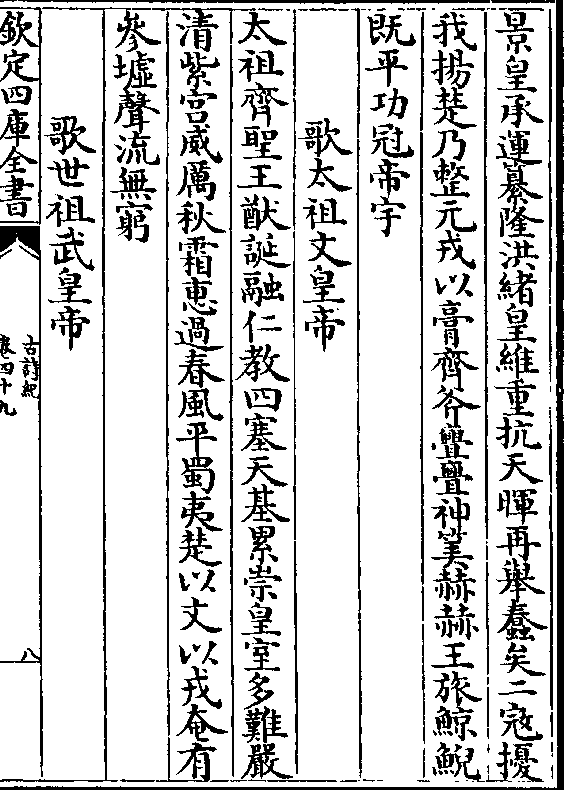 景皇承運纂隆洪緒皇維重抗天暉再舉蠢矣二冦擾
我揚楚乃整元戎以膏齊斧亹亹神筭赫赫王旅鯨鯢
既平功冠帝宇
歌太祖文皇帝
太祖齊聖王猷誕融仁教四塞天基累崇皇室多難嚴
清紫宮威厲秋霜惠過春風平蜀夷楚以文以戎奄有
參墟聲流無窮
歌世祖武皇帝
欽定四庫全書
古詩紀
卷四十九
八